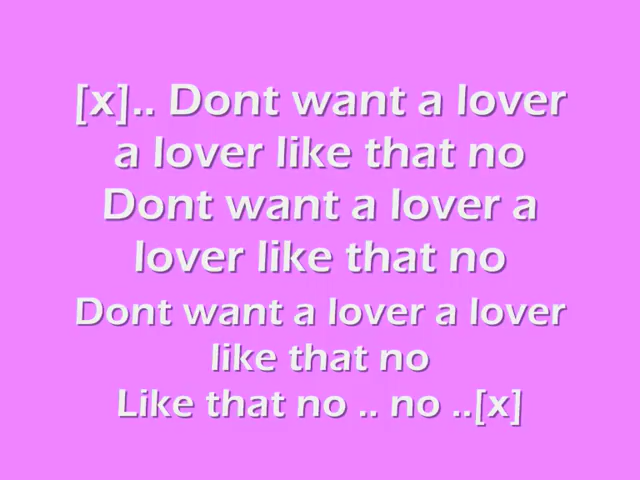 [x].. Dont want a lover
a lover like that no
Dont want a lover a
lover like that no
Dont want a lover a lover
like that no
Like that no .. no ..[x]